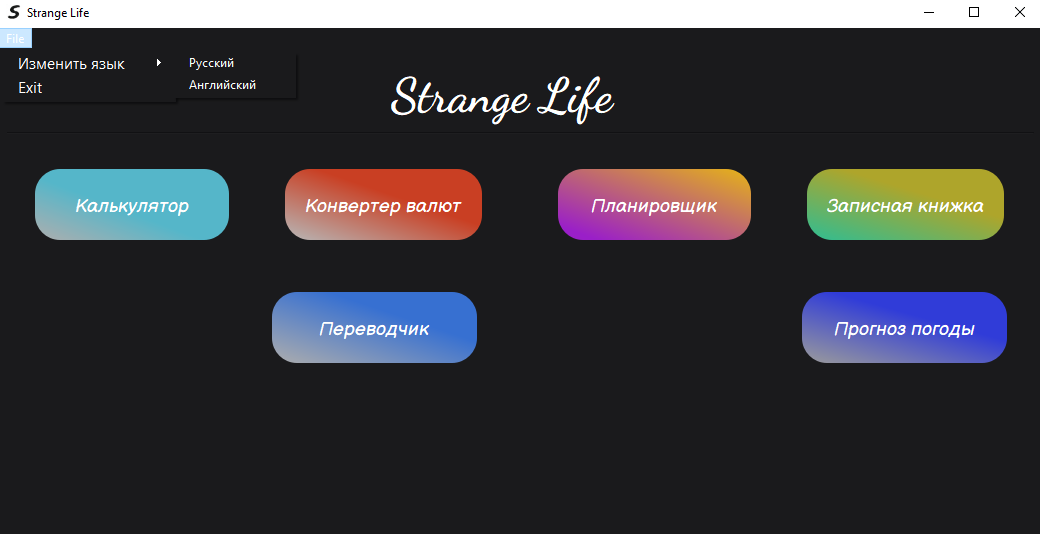 Strange Life
File
Изменить язык
Exit
Русский
Английский
Strange Life
Калькулятор
Конвертер валют
Планировщик
Записная книжка
Переводчик
Прогноз погоды